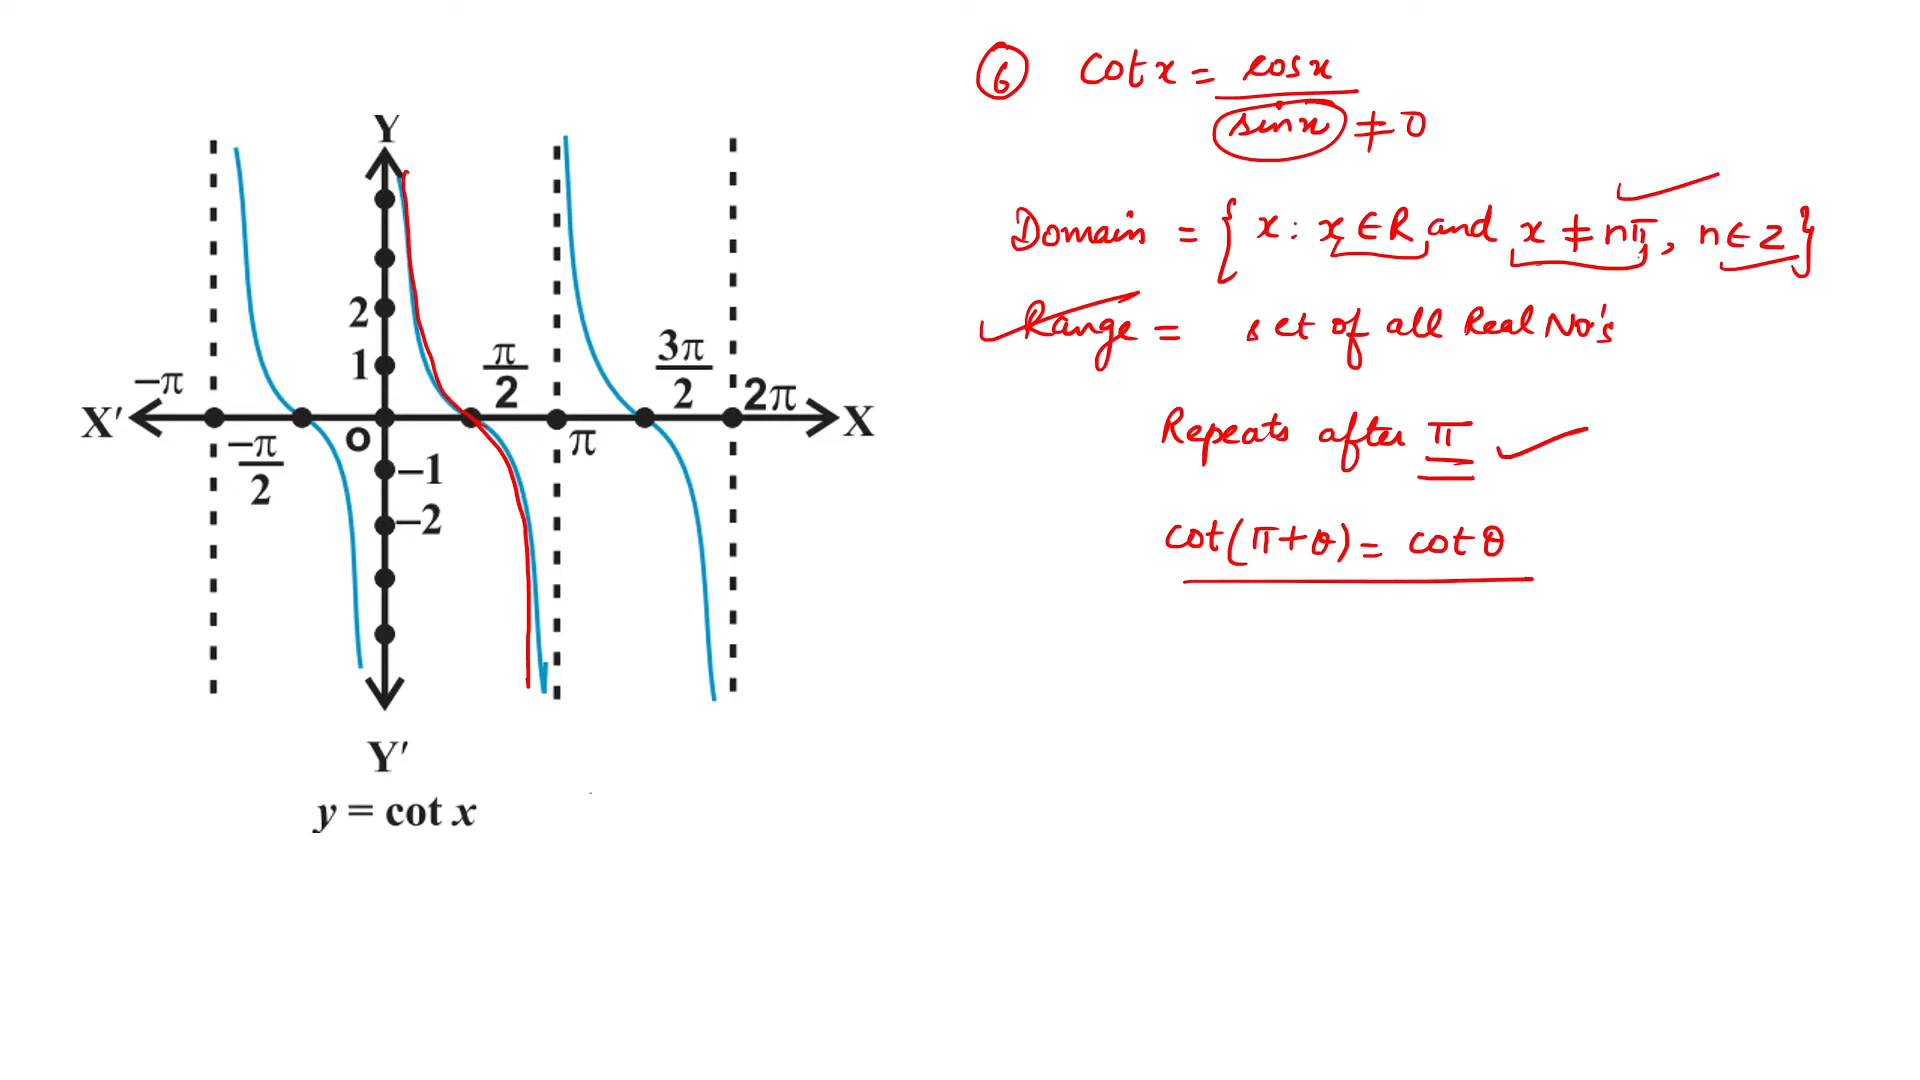 Y
2
1
-π
-π/2
O
π/2
π
3π/2
2π
X'
X
-1
-2
Y'
y = cot x
6 Cot x = cos x / sin x ≠ 0
Domain = { x : x ∈ R and x ≠ nπ, n ∈ Z }
Range = set of all Real No's
Repeats after π
cot(π+θ) = cot θ